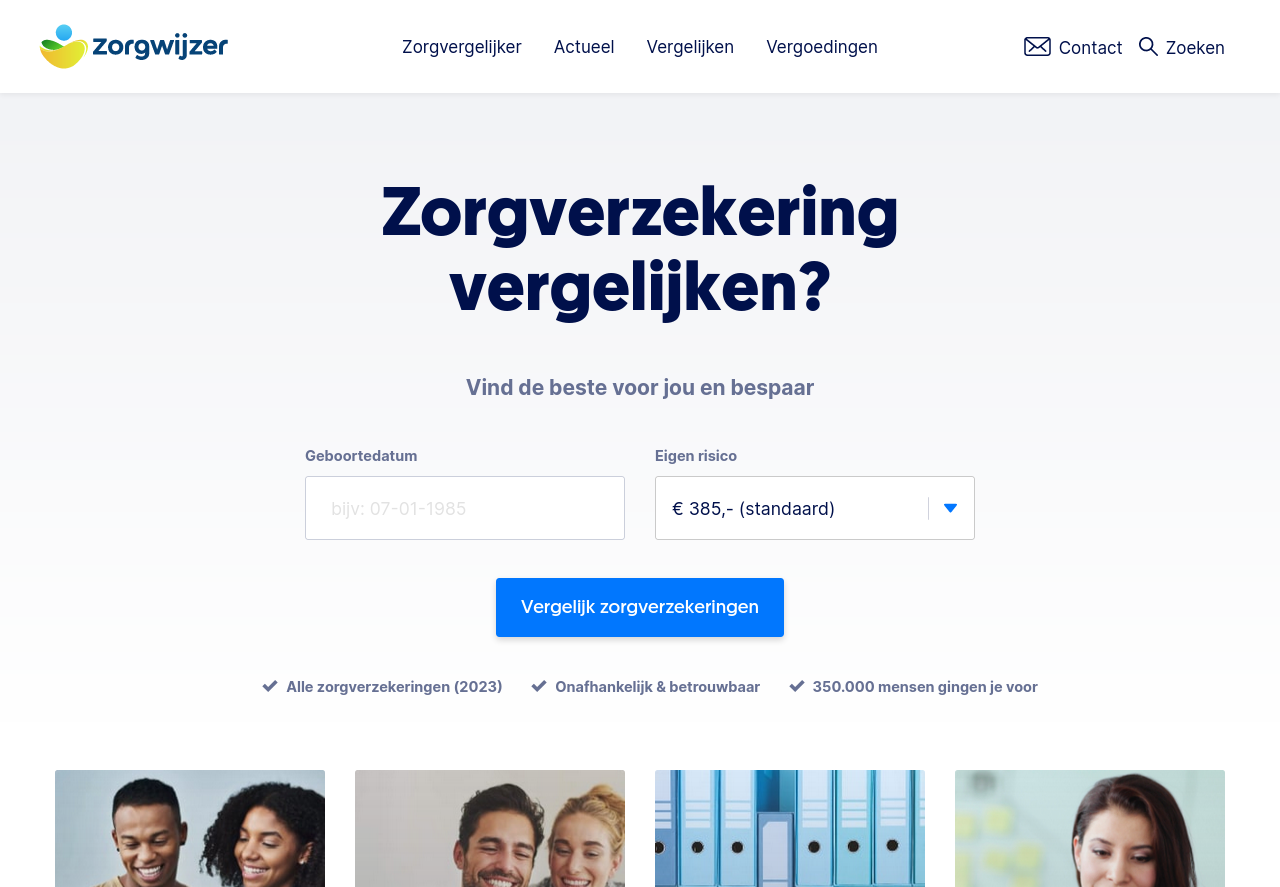 zorgwijzer
Zorgvergelijker
Actueel
Vergelijken
Vergoedingen
Contact
Zoeken
Zorgverzekering
vergelijken?
Vind de beste voor jou en bespaar
Geboortedatum
Eigen risico
bijv: 07-01-1985
€ 385,- (standaard)
Vergelijk zorgverzekeringen
Alle zorgverzekeringen (2023)
Onafhankelijk & betrouwbaar
350.000 mensen gingen je voor